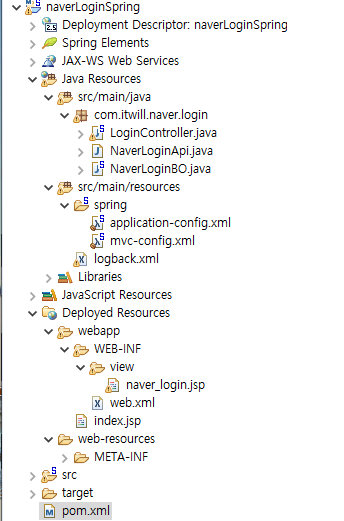 naverLoginSpring
Deployment Descriptor: naverLoginSpring
Spring Elements
JAX-WS Web Services
Java Resources
src/main/java
com.itwill.naver.login
LoginController.java
NaverLoginApi.java
NaverLoginBO.java
src/main/resources
spring
application-config.xml
mvc-config.xml
logback.xml
Libraries
JavaScript Resources
Deployed Resources
webapp
WEB-INF
view
naver_login.jsp
web.xml
index.jsp
web-resources
META-INF
src
target
pom.xml